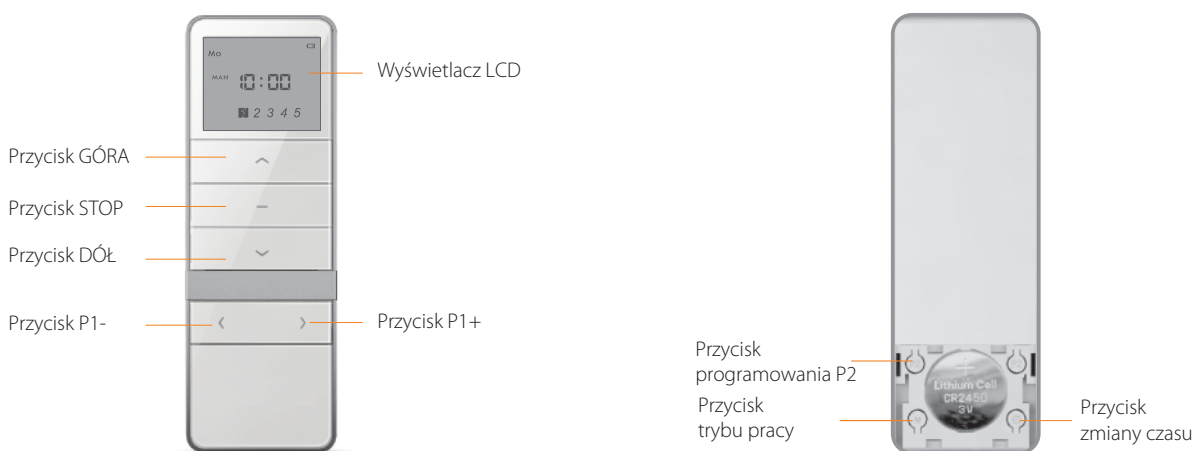 Mo
MAN 10:00
1 2 3 4 5
Wyświetlacz LCD
Przycisk GÓRA
Przycisk STOP
Przycisk DÓŁ
Przycisk P1-
Przycisk P1+
Przycisk
programowania P2
Przycisk
trybu pracy
Lithium Cell
CR2450
3V
Przycisk
zmiany czasu